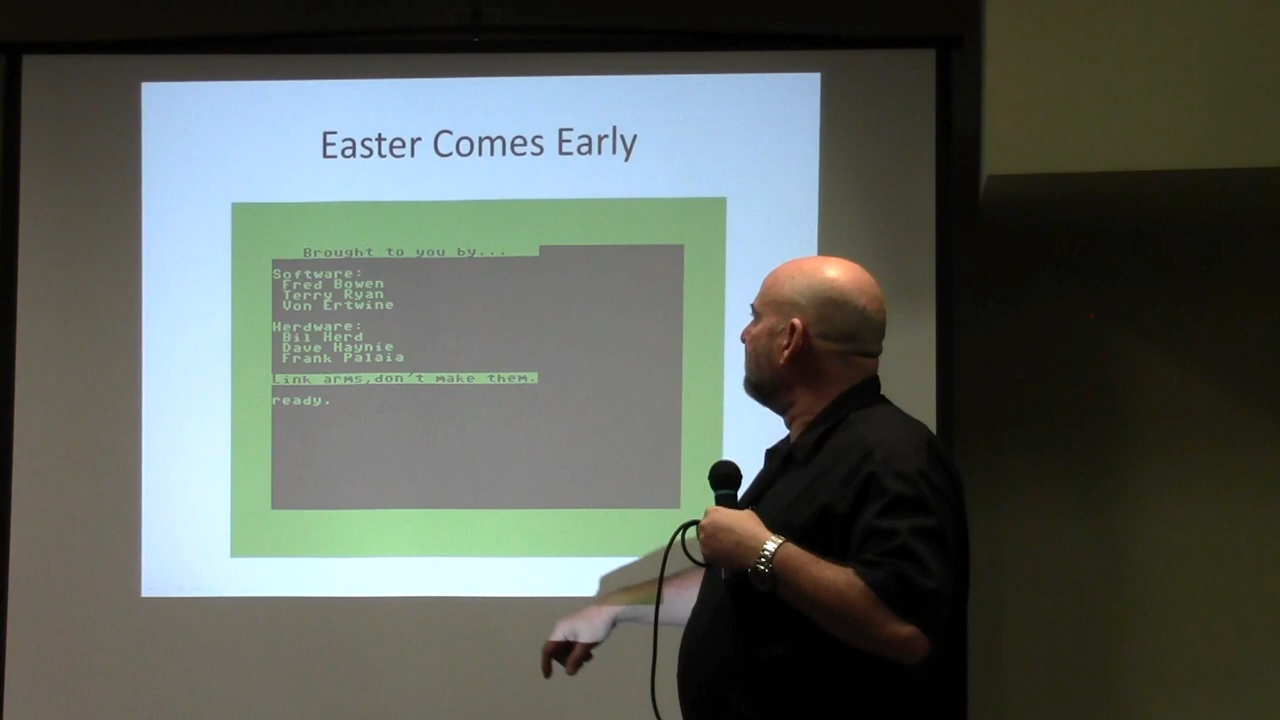 Easter Comes Early
Brought to you by...
Software:
Fred Bowen
Terry Ryan
Von Ertwine
Herdware:
Bil Herd
Dave Haynie
Frank Palaia
Link arms,don't make them.
ready.